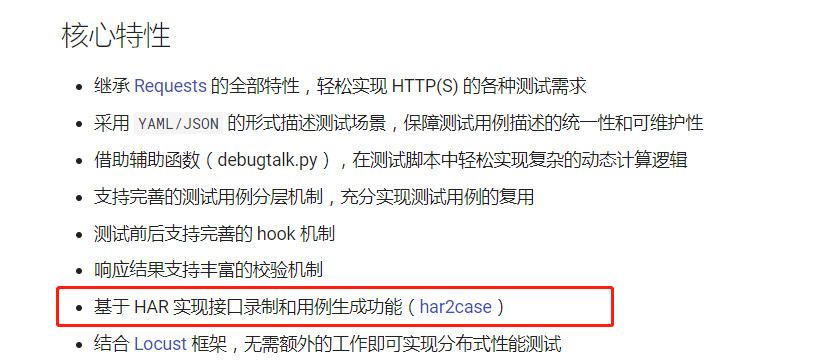 核心特性
继承 Requests 的全部特性，轻松实现 HTTP(S) 的各种测试需求
采用 YAML/JSON 的形式描述测试场景，保障测试用例描述的统一性和可维护性
借助辅助函数（debugtalk.py），在测试脚本中轻松实现复杂的动态计算逻辑
支持完善的测试用例分层机制，充分实现测试用例的复用
测试前后支持完善的 hook 机制
响应结果支持丰富的校验机制
基于 HAR 实现接口录制和用例生成功能（har2case）
结合 Locust 框架，无需额外的工作即可实现分布式性能测试